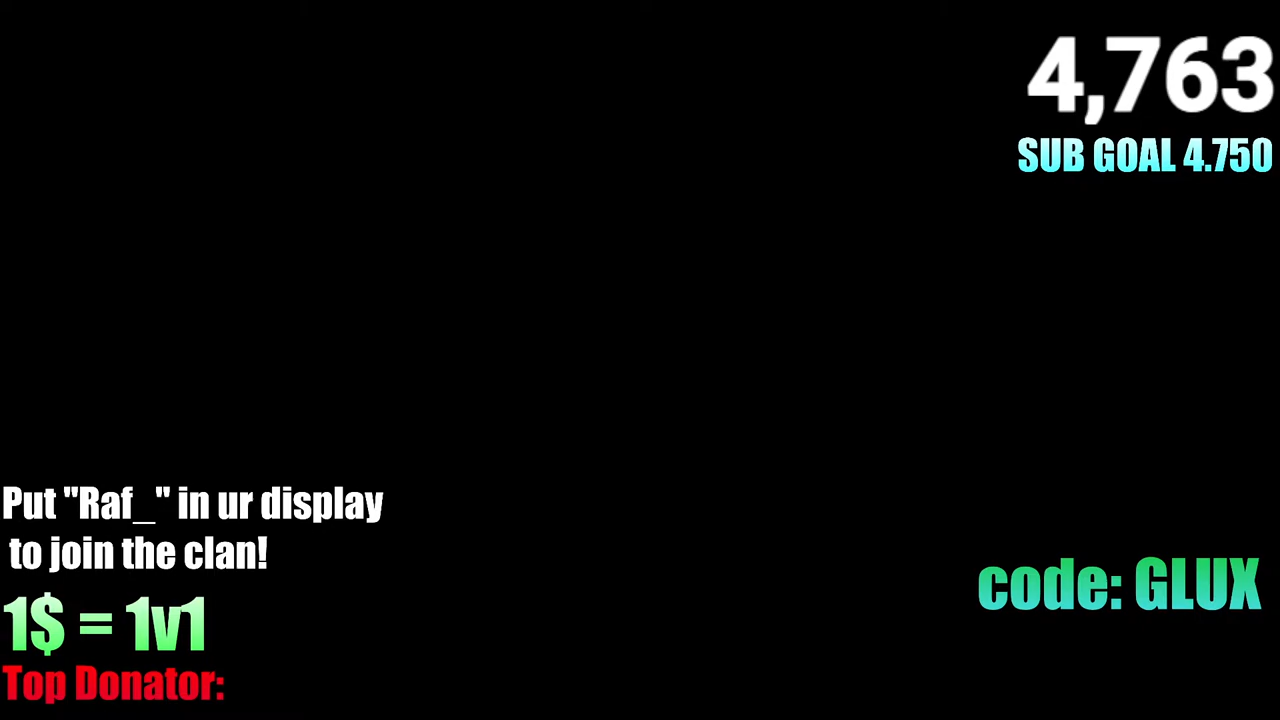 4,763
SUB GOAL 4.750
Put "Raf_" in ur display
to join the clan!
code: GLUX
1$ = 1v1
Top Donator: